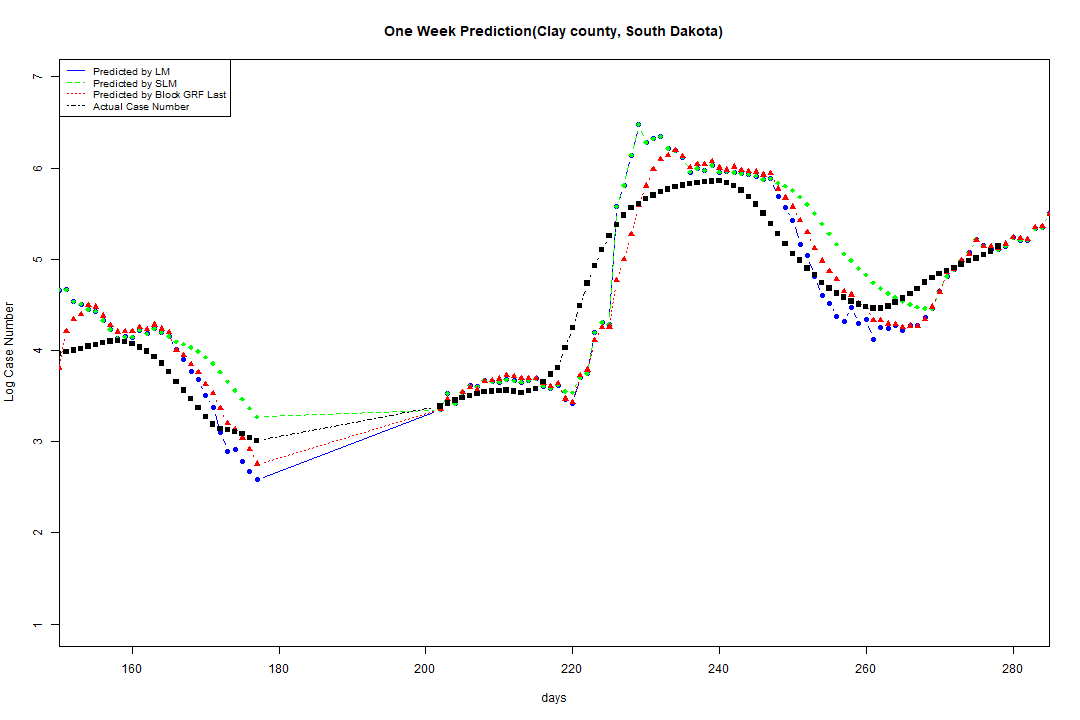 One Week Prediction(Clay county, South Dakota)
Predicted by LM
Predicted by SLM
Predicted by Block GRF Last
Actual Case Number
7
6
5
4
3
2
1
Log Case Number
160 180 200 220 240 260 280
days